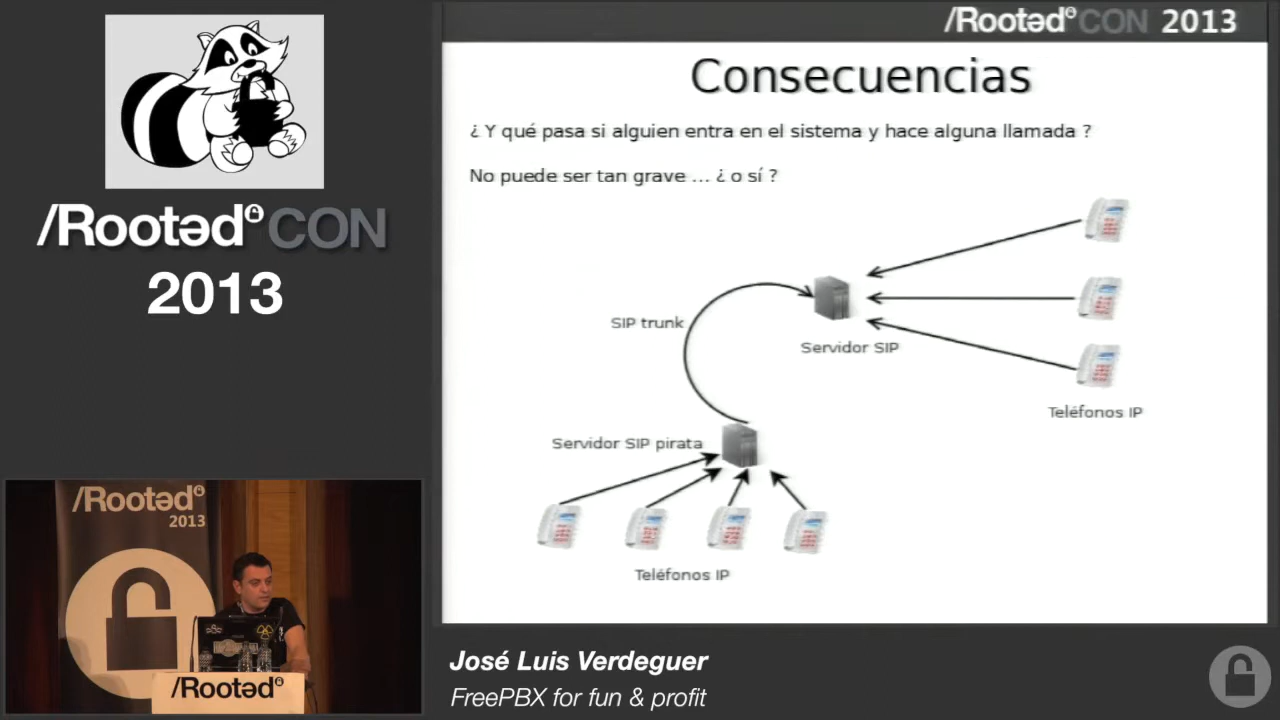 /Rootəd CON
2013
/Rootəd CON 2013
Consecuencias
¿ Y qué pasa si alguien entra en el sistema y hace alguna llamada ?
No puede ser tan grave ... ¿ o sí ?
SIP trunk
Servidor SIP
Teléfonos IP
Servidor SIP pirata
Teléfonos IP
/Rootəd
2013
/Rootəd
José Luis Verdeguer
FreePBX for fun & profit